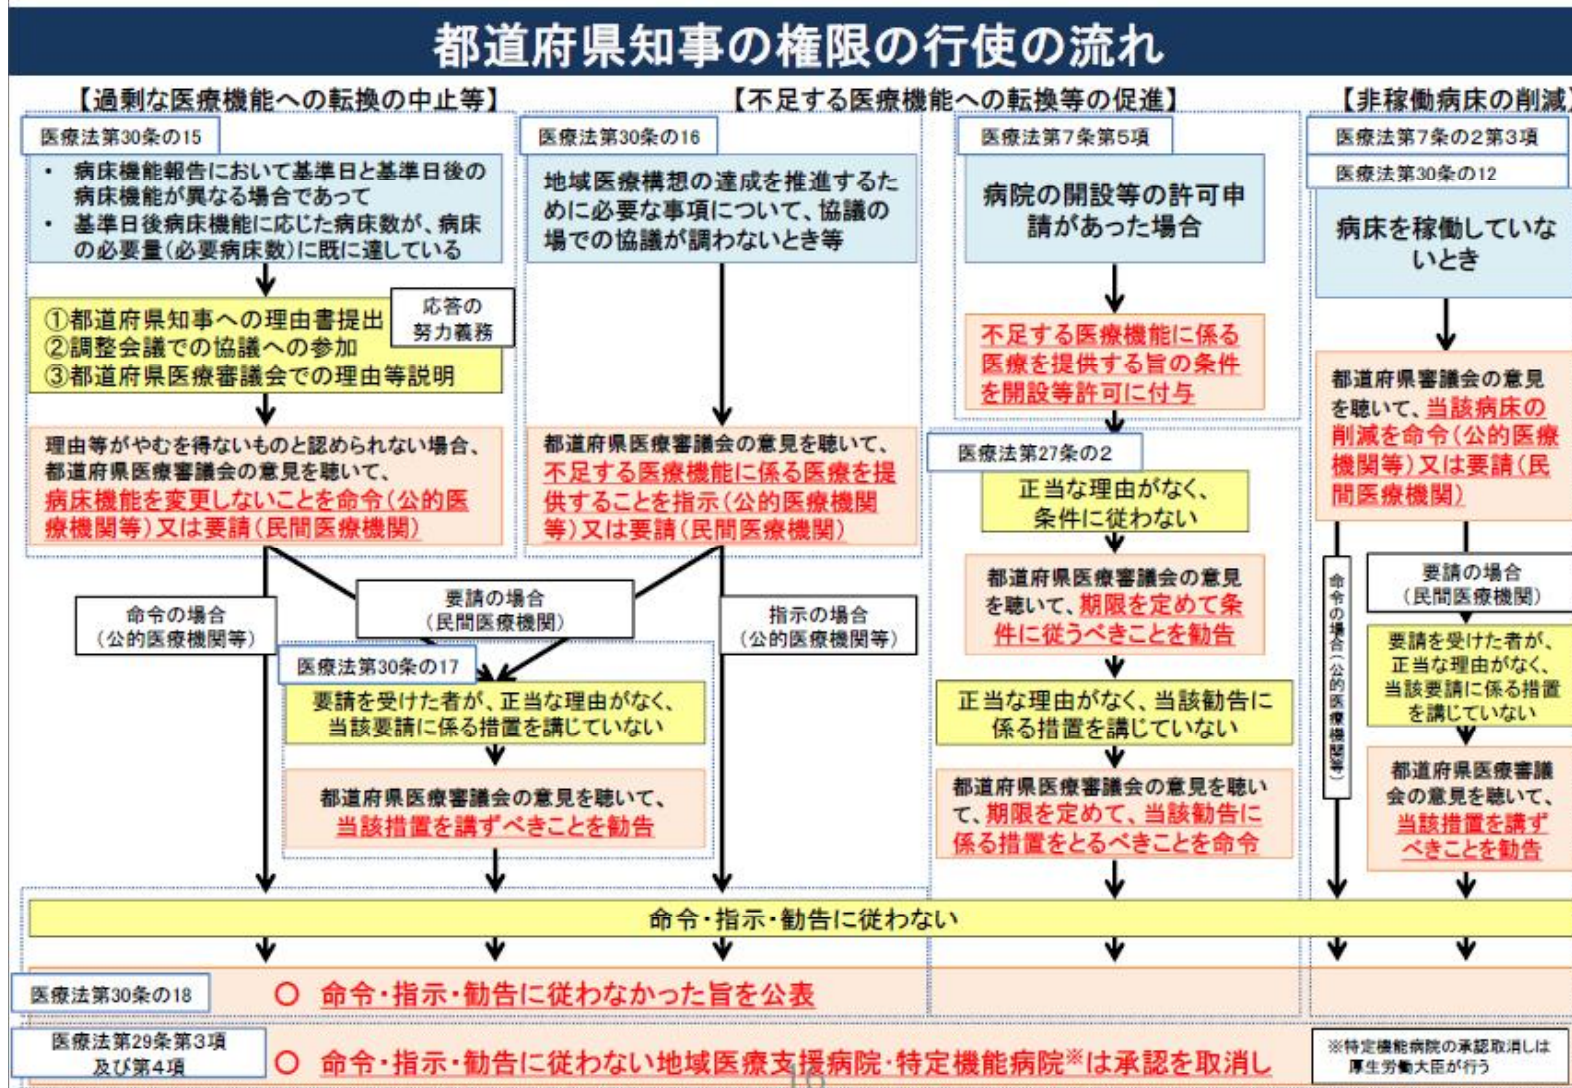 都道府県知事の権限の行使の流れ
【過剰な医療機能への転換の中止等】
【不足する医療機能への転換等の促進】
【非稼働病床の削減】
医療法第30条の15
・ 病床機能報告において基準日と基準日後の
病床機能が異なる場合であって
・ 基準日後病床機能に応じた病床数が、病床
の必要量(必要病床数)に既に達している
①都道府県知事への理由書提出
②調整会議での協議への参加
③都道府県医療審議会での理由等説明
応答の
努力義務
理由等がやむを得ないものと認められない場合、
都道府県医療審議会の意見を聴いて、
病床機能を変更しないことを命令(公的医
療機関等)又は要請(民間医療機関)
医療法第30条の16
地域医療構想の達成を推進するた
めに必要な事項について、協議の
場での協議が調わないとき等
都道府県医療審議会の意見を聴いて、
不足する医療機能に係る医療を提
供することを指示(公的医療機関
等)又は要請(民間医療機関)
命令の場合
(公的医療機関等)
要請の場合
(民間医療機関)
指示の場合
(公的医療機関等)
医療法第30条の17
要請を受けた者が、正当な理由がなく、
当該要請に係る措置を講じていない
都道府県医療審議会の意見を聴いて、
当該措置を講ずべきことを勧告
医療法第7条第5項
病院の開設等の許可申
請があった場合
不足する医療機能に係る
医療を提供する旨の条件
を開設等許可に付与
医療法第27条の2
正当な理由がなく、
条件に従わない
都道府県医療審議会の意見
を聴いて、期限を定めて条
件に従うべきことを勧告
正当な理由がなく、当該勧告に
係る措置を講じていない
都道府県医療審議会の意見を聴い
て、期限を定めて、当該勧告に
係る措置をとるべきことを命令
医療法第7条の2第3項
医療法第30条の12
病床を稼働していな
いとき
都道府県審議会の意見
を聴いて、当該病床の
削減を命令(公的医療
機関等)又は要請(民
間医療機関)
命令の場合(公的医療機関等)
要請の場合
(民間医療機関)
要請を受けた者が、
正当な理由がなく、
当該要請に係る措置
を講じていない
都道府県医療審議
会の意見を聴いて、
当該措置を講ず
べきことを勧告
命令・指示・勧告に従わない
医療法第30条の18
○ 命令・指示・勧告に従わなかった旨を公表
医療法第29条第3項
及び第4項
○ 命令・指示・勧告に従わない地域医療支援病院・特定機能病院※は承認を取消し
※特定機能病院の承認取消しは
厚生労働大臣が行う
16